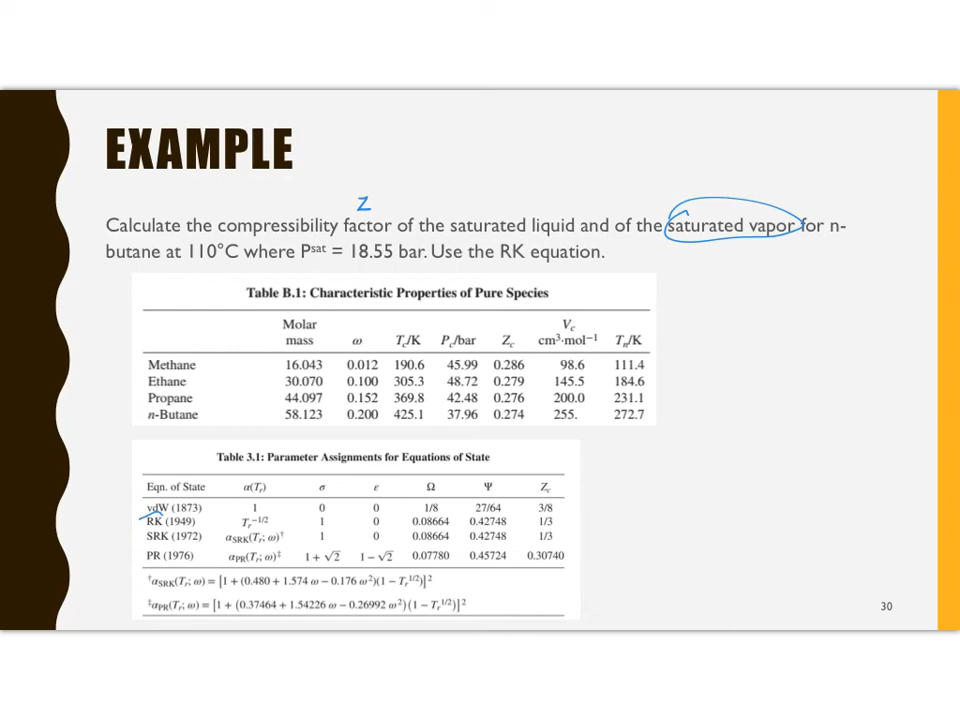 EXAMPLE
Z
Calculate the compressibility factor of the saturated liquid and of the saturated vapor for n-
butane at 110°C where Pˢᵃᵗ = 18.55 bar. Use the RK equation.
Table B.1: Characteristic Properties of Pure Species
Molar mass ω T꜀/K P꜀/bar Z꜀ V꜀ cm³·mol⁻¹ Tₙ/K
Methane 16.043 0.012 190.6 45.99 0.286 98.6 111.4
Ethane 30.070 0.100 305.3 48.72 0.279 145.5 184.6
Propane 44.097 0.152 369.8 42.48 0.276 200.0 231.1
n-Butane 58.123 0.200 425.1 37.96 0.274 255. 272.7
Table 3.1: Parameter Assignments for Equations of State
Eqn. of State α(Tᵣ) σ ε Ω Ψ Z꜀
vdW (1873) 1 0 0 1/8 27/64 3/8
RK (1949) Tᵣ⁻¹/² 1 0 0.08664 0.42748 1/3
SRK (1972) αSRK(Tᵣ; ω)† 1 0 0.08664 0.42748 1/3
PR (1976) αPR(Tᵣ; ω)‡ 1 + √2 1 − √2 0.07780 0.45724 0.30740
†αSRK(Tᵣ; ω) = [1 + (0.480 + 1.574 ω − 0.176 ω²)(1 − Tᵣ¹/²)]²
‡αPR(Tᵣ; ω) = [1 + (0.37464 + 1.54226 ω − 0.26992 ω²)(1 − Tᵣ¹/²)]²
30